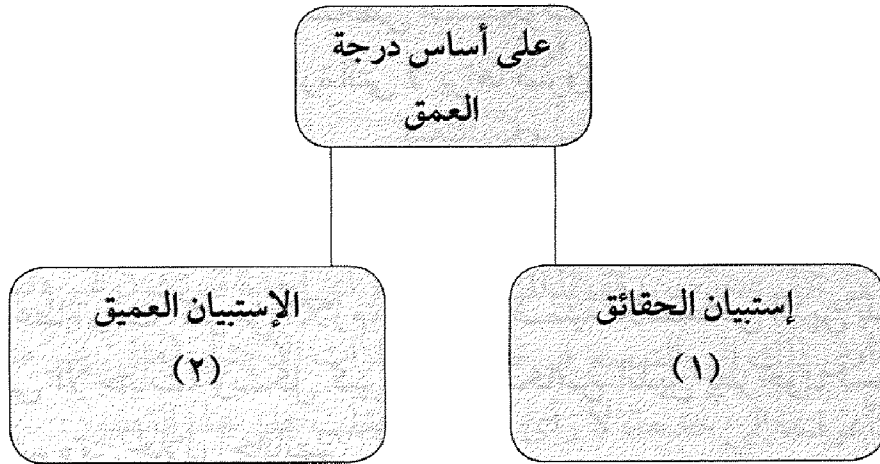 على أساس درجة
العمق
إستبيان الحقائق
(١)
الإستبيان العميق
(٢)